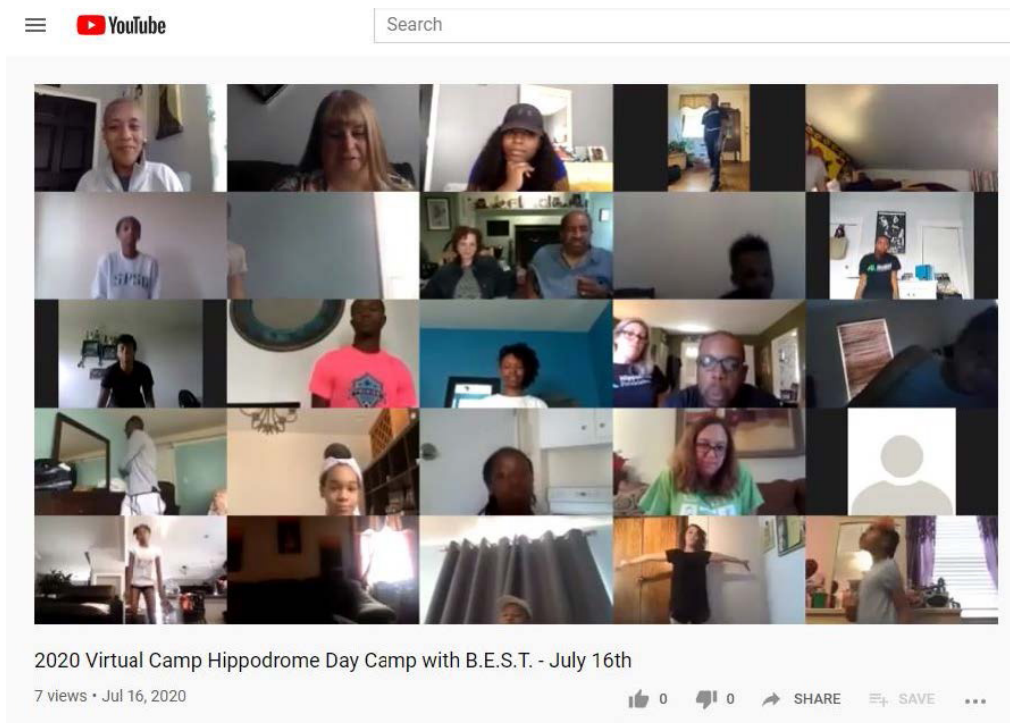 YouTube
Search
SPSU
2020 Virtual Camp Hippodrome Day Camp with B.E.S.T. - July 16th
7 views • Jul 16, 2020
0
0
SHARE
SAVE